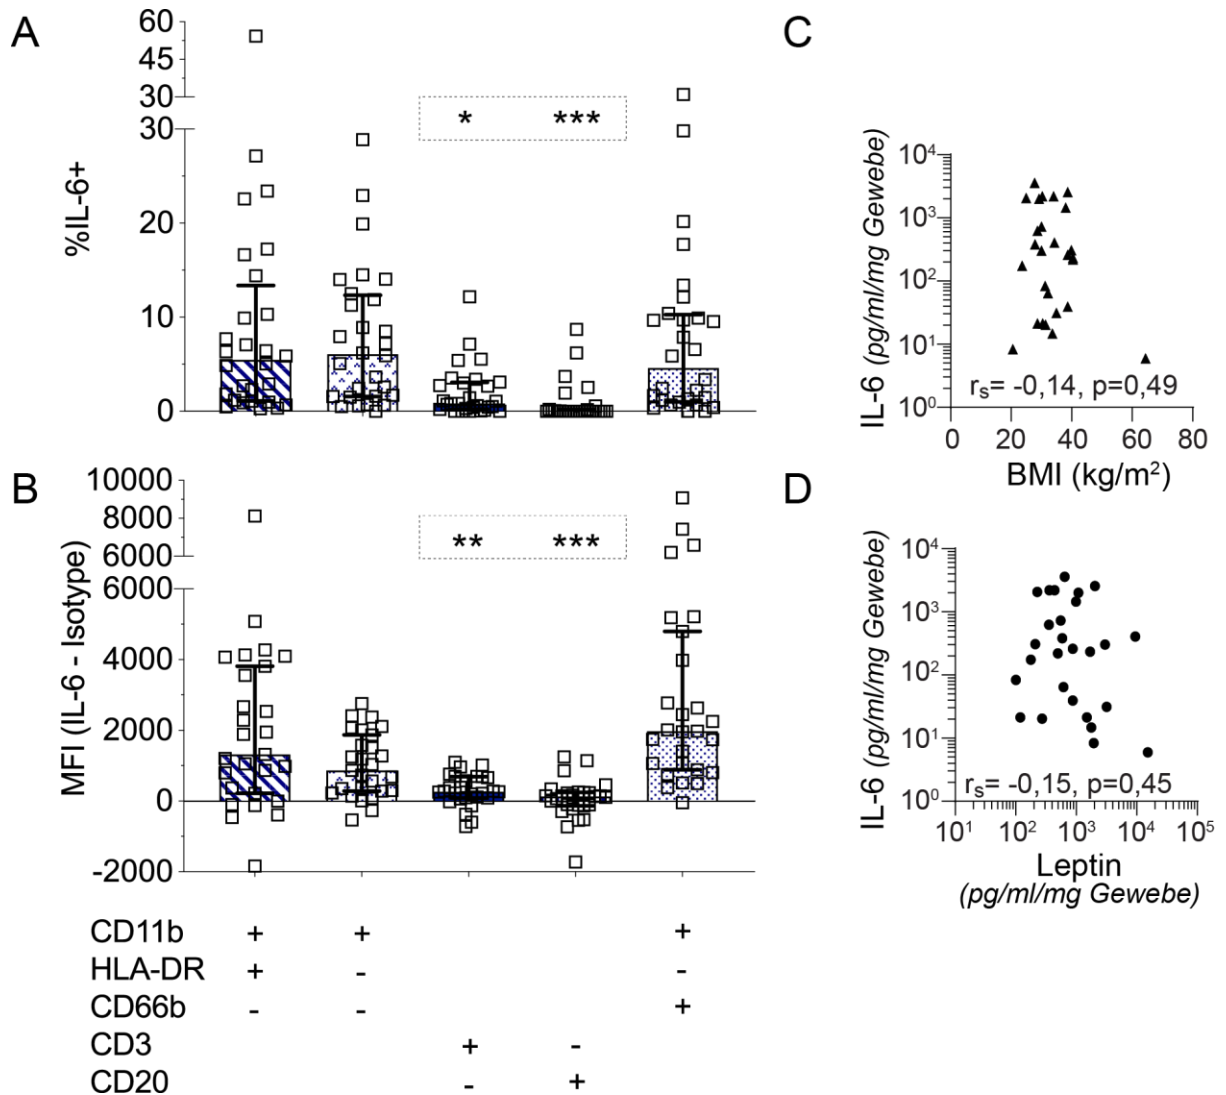 A
%IL-6+
60
45
30
30
20
10
0
* ***
B
MFI (IL-6 - Isotype)
10000
8000
6000
6000
4000
2000
0
-2000
** ***
CD11b + + +
HLA-DR + - -
CD66b - - +
CD3 + -
CD20 - +
C
IL-6 (pg/ml/mg Gewebe)
10⁴
10³
10²
10¹
10⁰
rₛ= -0,14, p=0,49
0 20 40 60 80
BMI (kg/m²)
D
IL-6 (pg/ml/mg Gewebe)
10⁴
10³
10²
10¹
10⁰
rₛ= -0,15, p=0,45
10¹ 10² 10³ 10⁴ 10⁵
Leptin
(pg/ml/mg Gewebe)